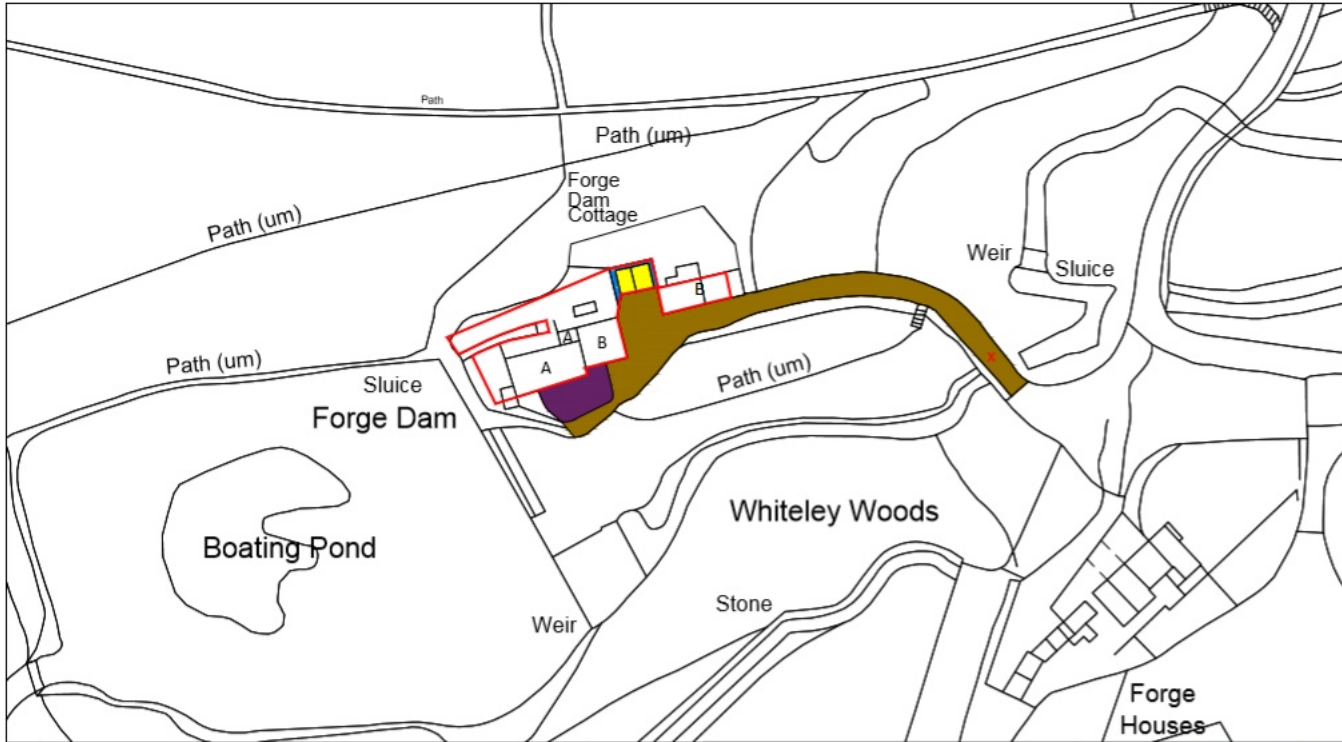 Path
Path (um)
Forge
Dam
Cottage
Path (um)
Weir
Sluice
B
A
B
A
x
Path (um)
Path (um)
Sluice
Forge Dam
Whiteley Woods
Boating Pond
Stone
Weir
Forge
Houses